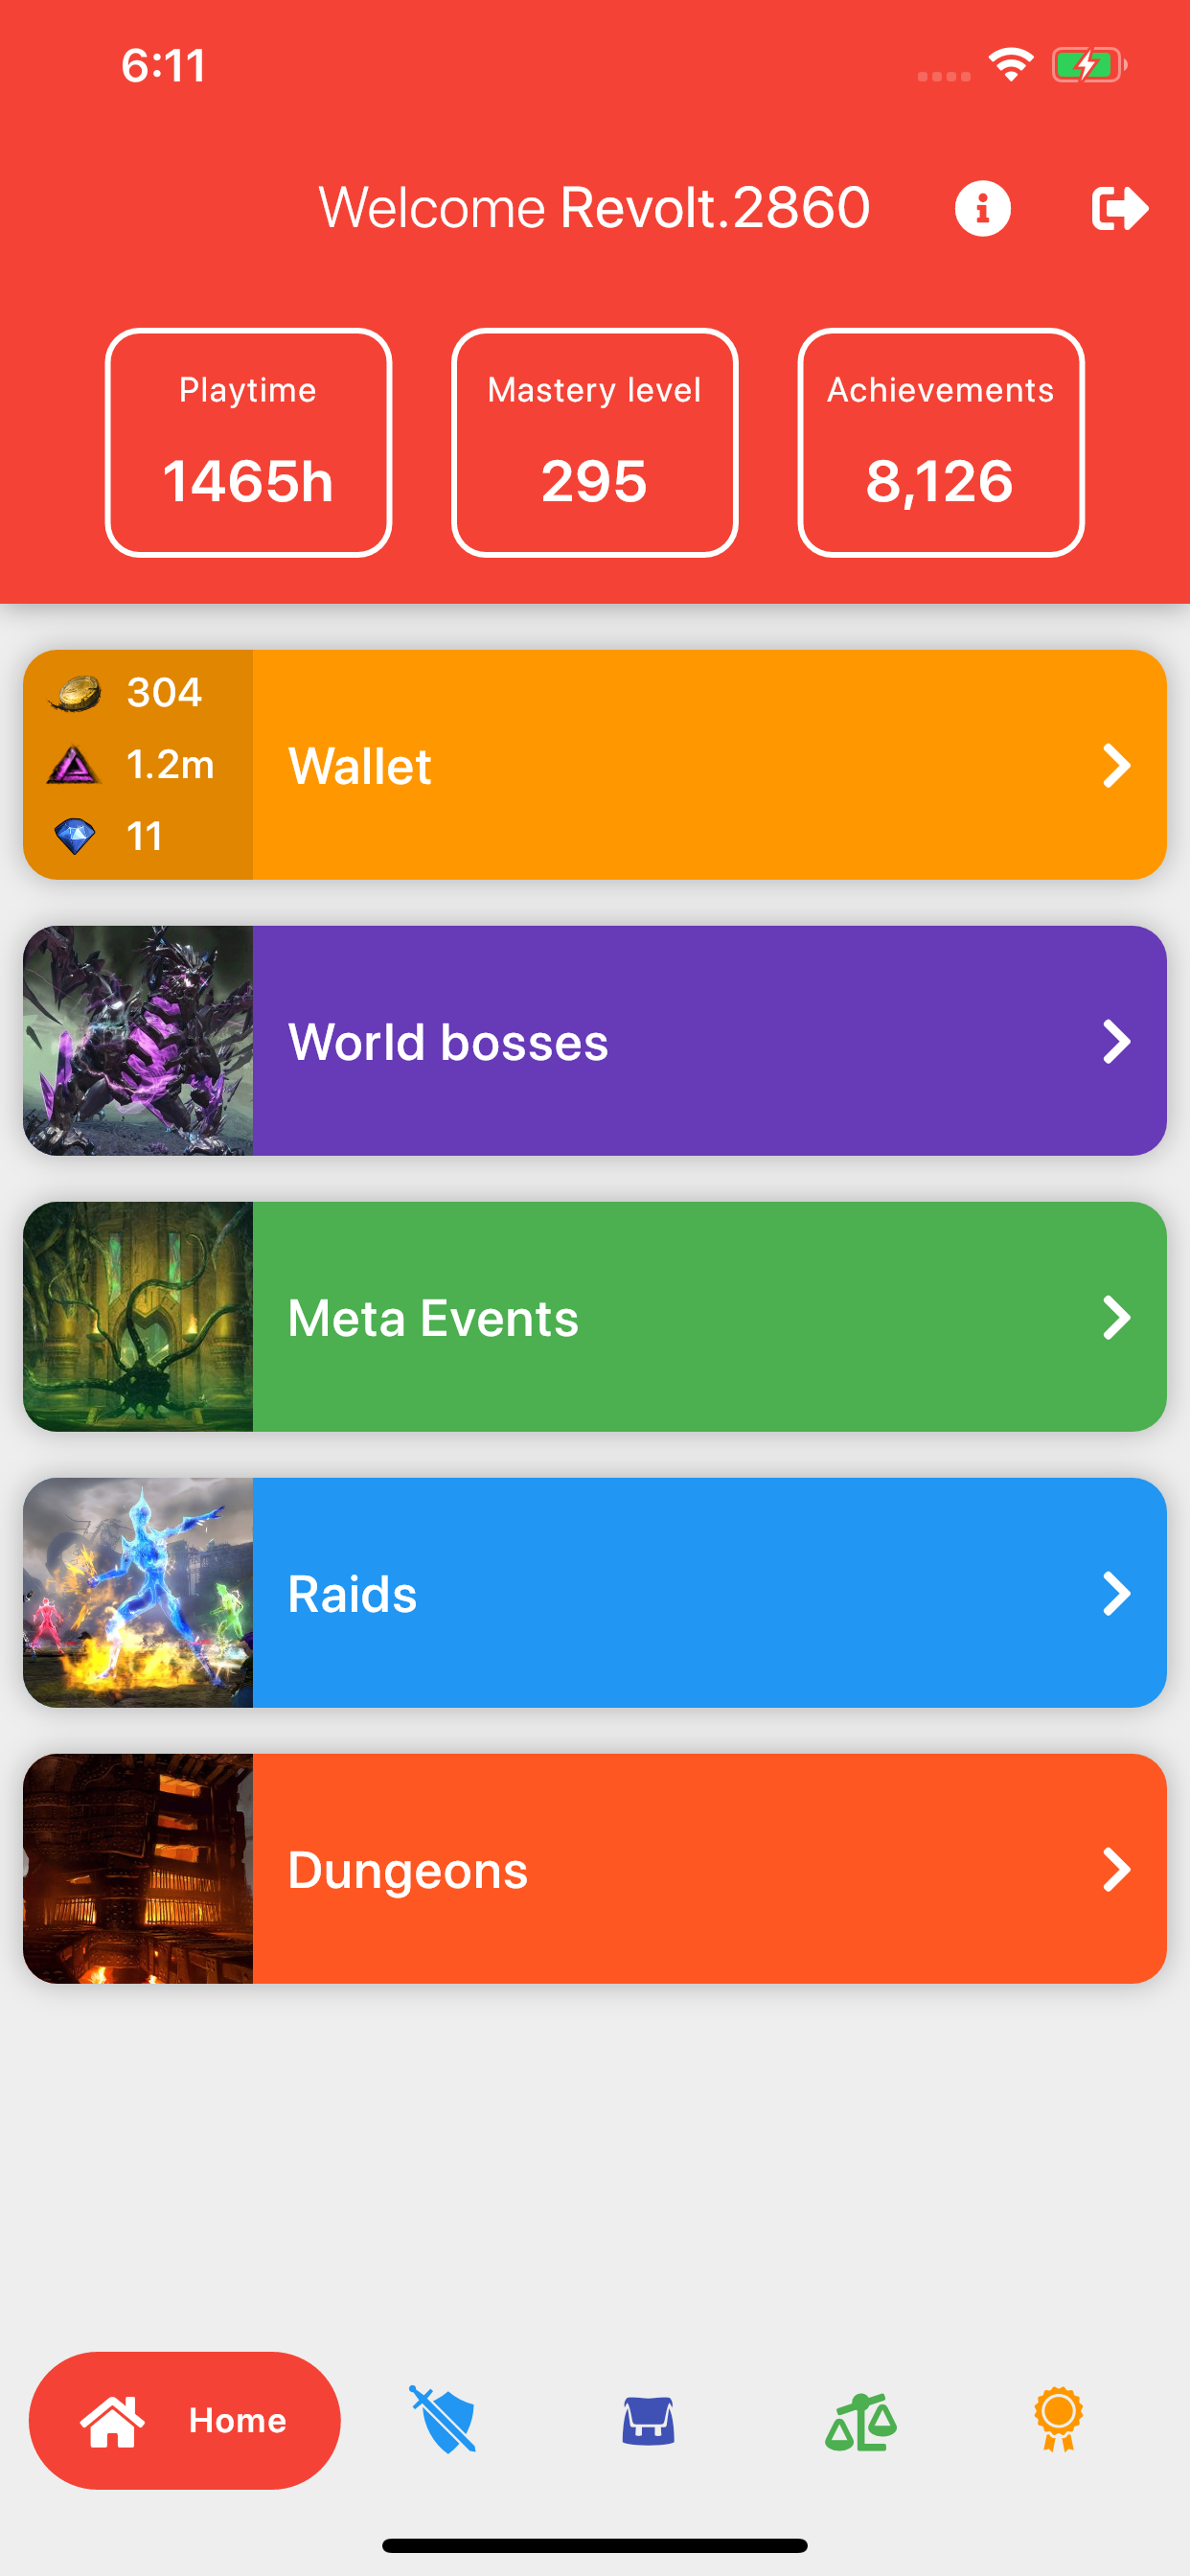 6:11
Welcome Revolt.2860
Playtime
Mastery level
Achievements
1465h
295
8,126
304
1.2m
11
Wallet
World bosses
Meta Events
Raids
Dungeons
Home